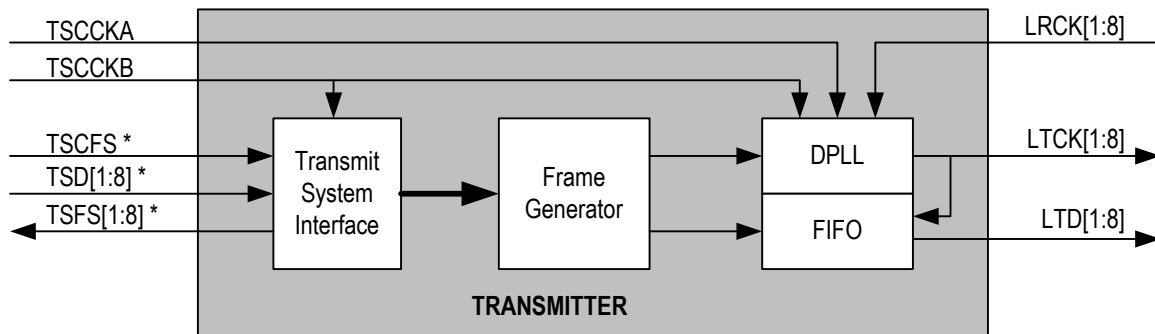 TSCCKA
TSCCKB
TSCFS *
TSD[1:8] *
TSFS[1:8] *
Transmit
System
Interface
Frame
Generator
DPLL
FIFO
LRCK[1:8]
LTCK[1:8]
LTD[1:8]
TRANSMITTER